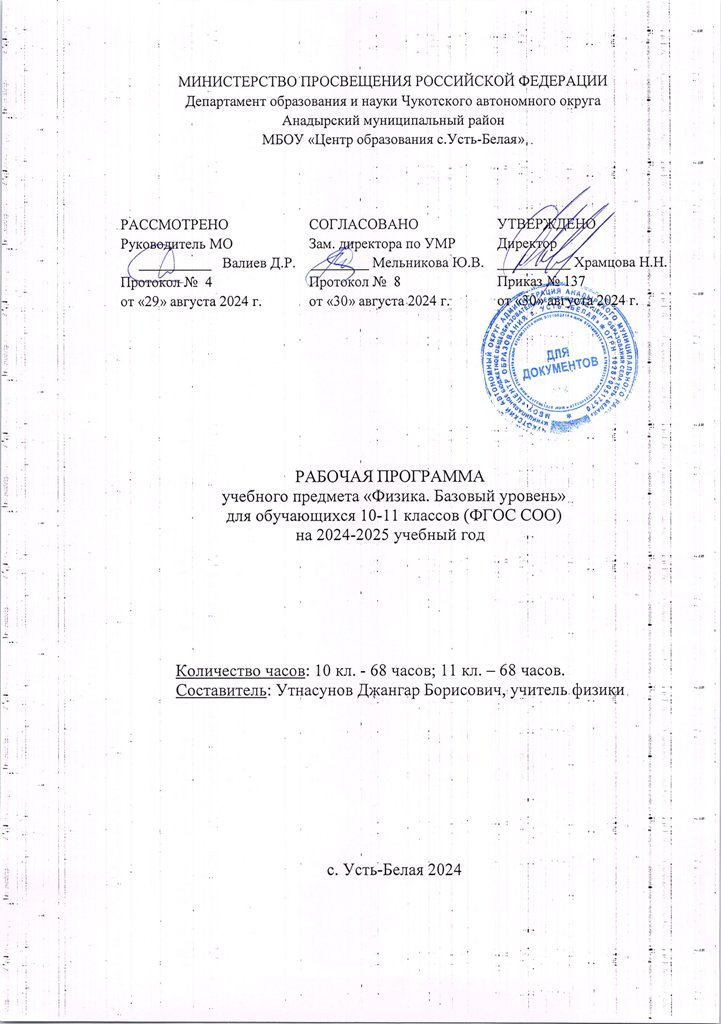 МИНИСТЕРСТВО ПРОСВЕЩЕНИЯ РОССИЙСКОЙ ФЕДЕРАЦИИ
Департамент образования и науки Чукотского автономного округа
Анадырский муниципальный район
МБОУ «Центр образования с.Усть-Белая»
РАССМОТРЕНО
Руководитель МО
___________ Валиев Д.Р.
Протокол № 4
от «29» августа 2024 г.
СОГЛАСОВАНО
Зам. директора по УМР
_________ Мельникова Ю.В.
Протокол № 8
от «30» августа 2024 г.
УТВЕРЖДЕНО
Директор
___________ Храмцова Н.Н.
Приказ № 137
от «30» августа 2024 г.
ДЛЯ
ДОКУМЕНТОВ
РАБОЧАЯ ПРОГРАММА
учебного предмета «Физика. Базовый уровень»
для обучающихся 10-11 классов (ФГОС СОО)
на 2024-2025 учебный год
Количество часов: 10 кл. - 68 часов; 11 кл. – 68 часов.
Составитель: Утнасунов Джангар Борисович, учитель физики
с. Усть-Белая 2024